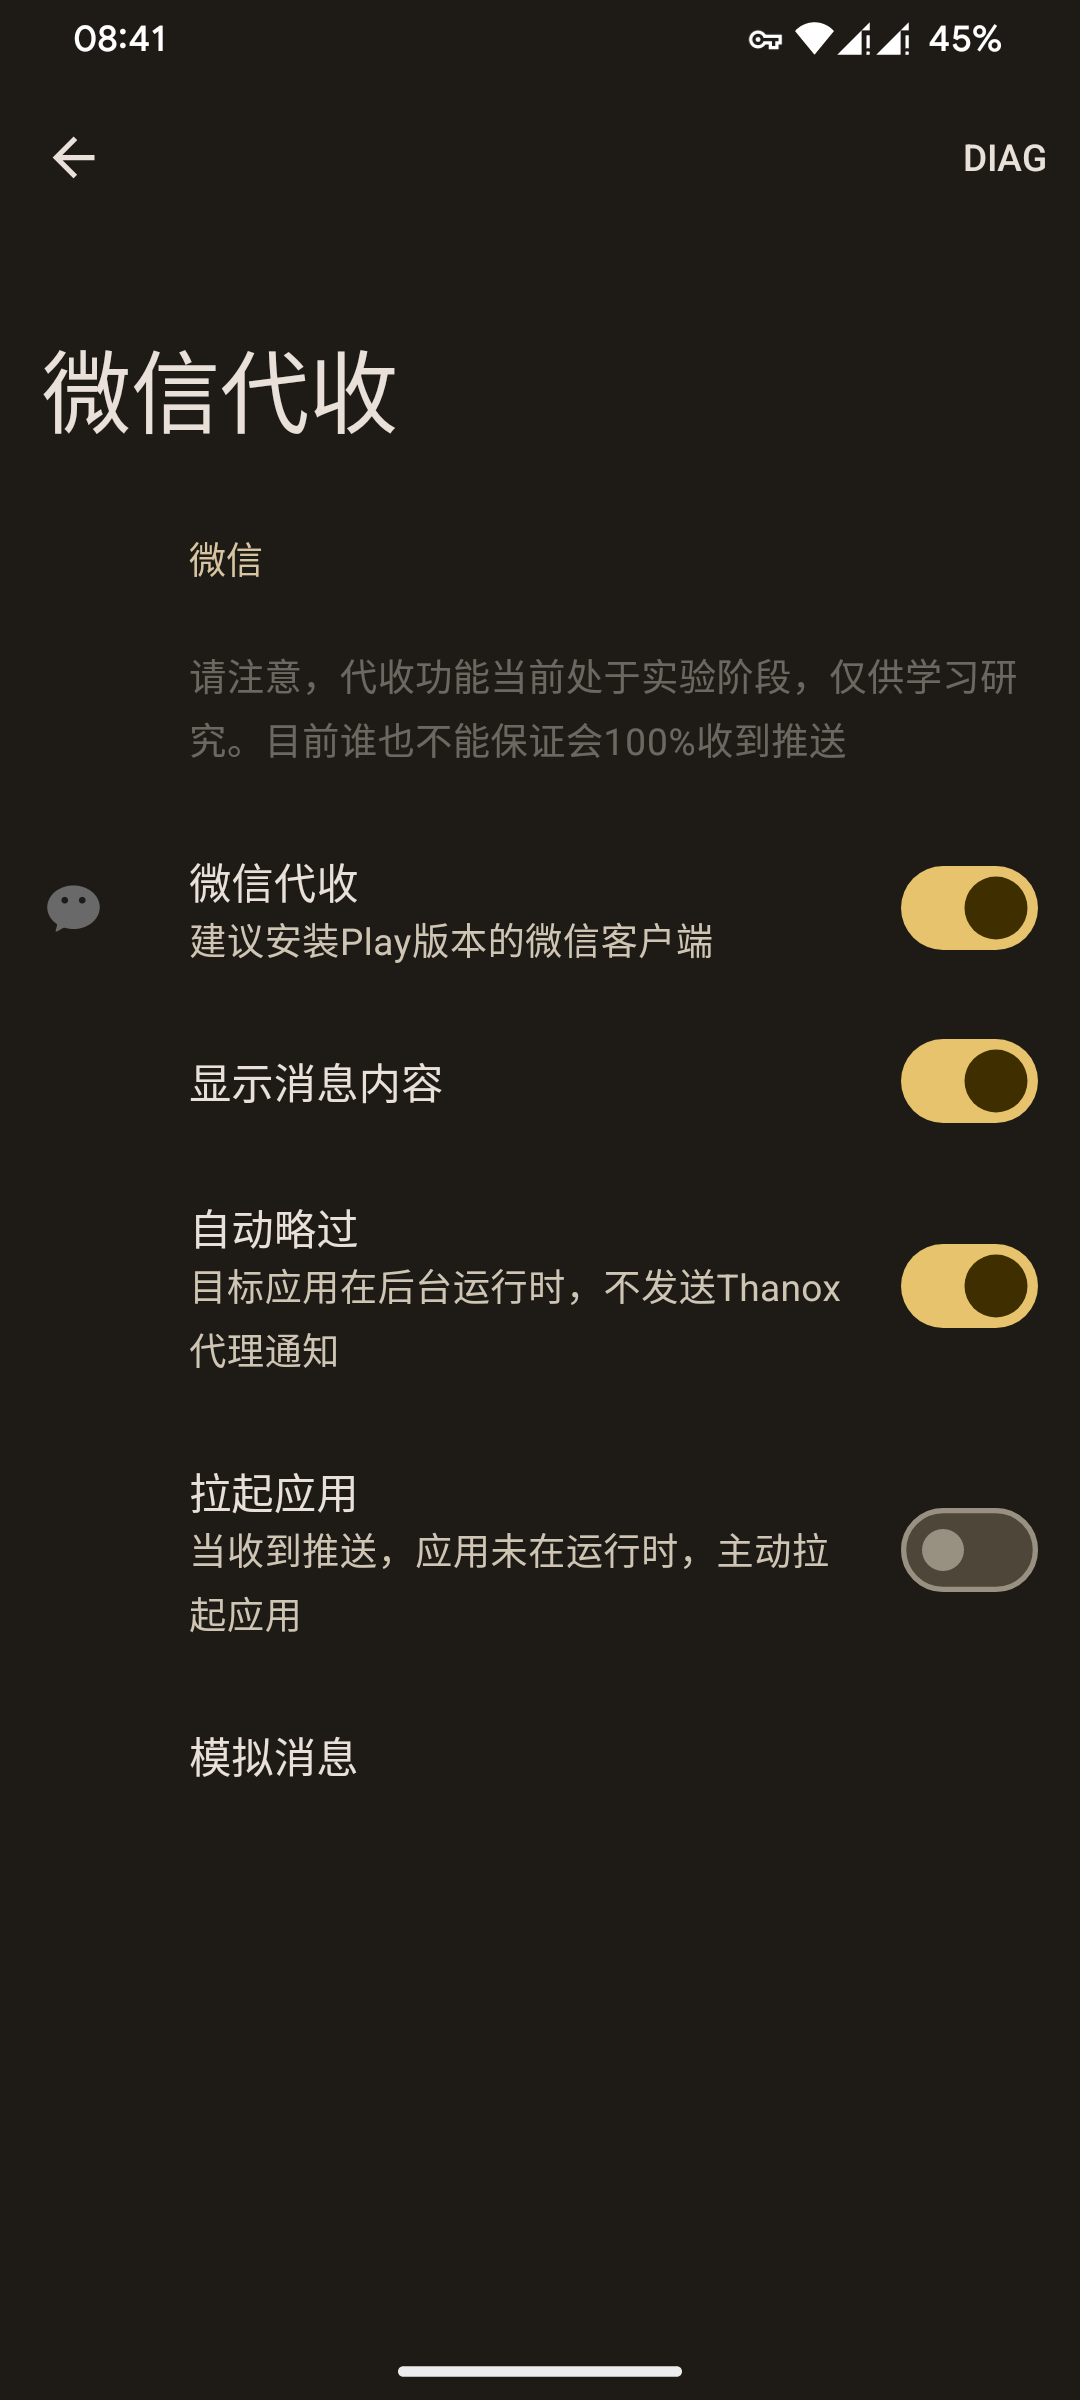 08:41
45%
DIAG
微信代收
微信
请注意，代收功能当前处于实验阶段，仅供学习研
究。目前谁也不能保证会100%收到推送
微信代收
建议安装Play版本的微信客户端
显示消息内容
自动略过
目标应用在后台运行时，不发送Thanox
代理通知
拉起应用
当收到推送，应用未在运行时，主动拉
起应用
模拟消息